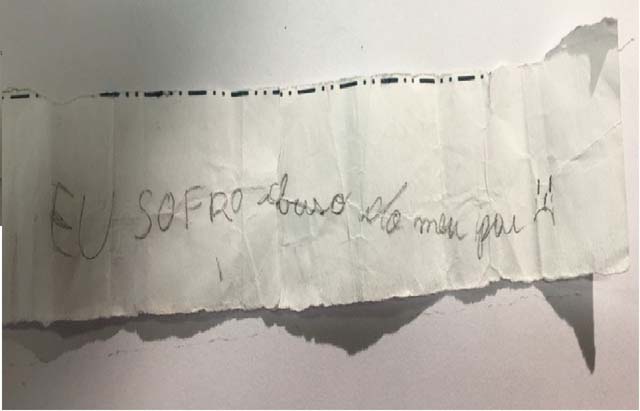 EU SOFRO abuso do meu pai :(